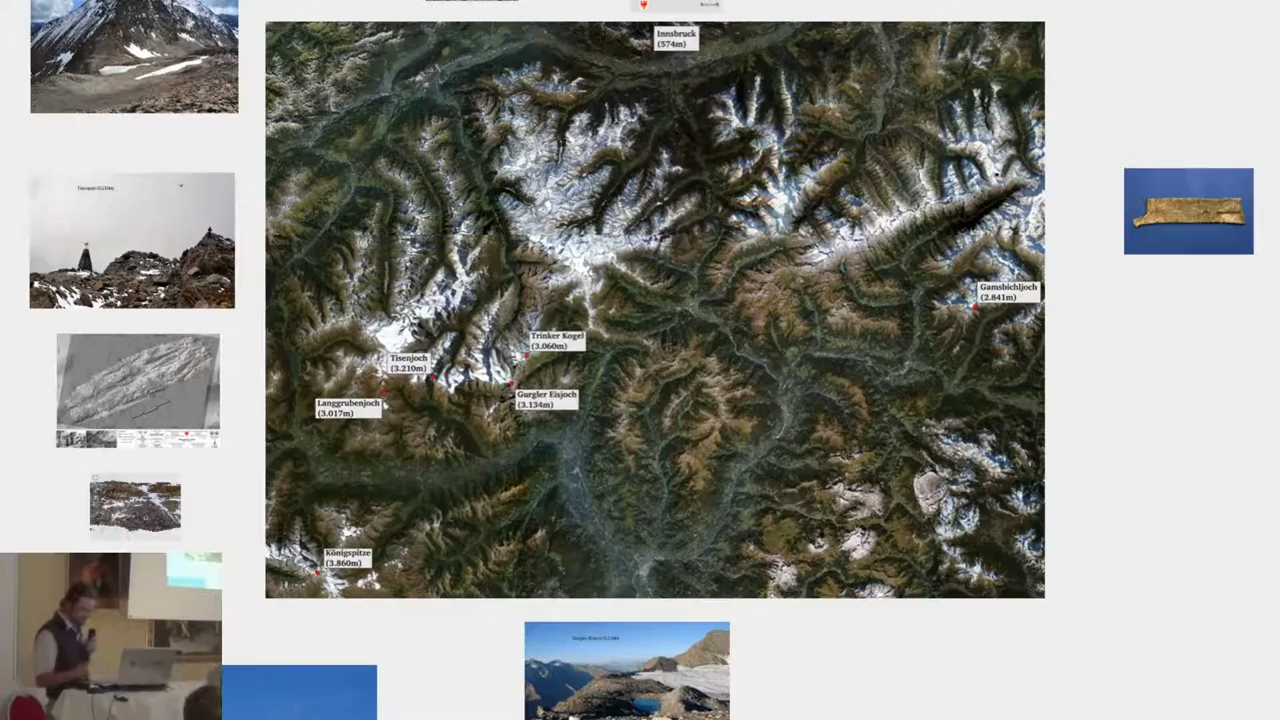 Innsbruck
(574m)
Gamsbichljoch
(2.841m)
Trinker Kogel
(3.060m)
Tisenjoch
(3.210m)
Gurgler Eisjoch
(3.134m)
Langgrubenjoch
(3.017m)
Königspitze
(3.860m)